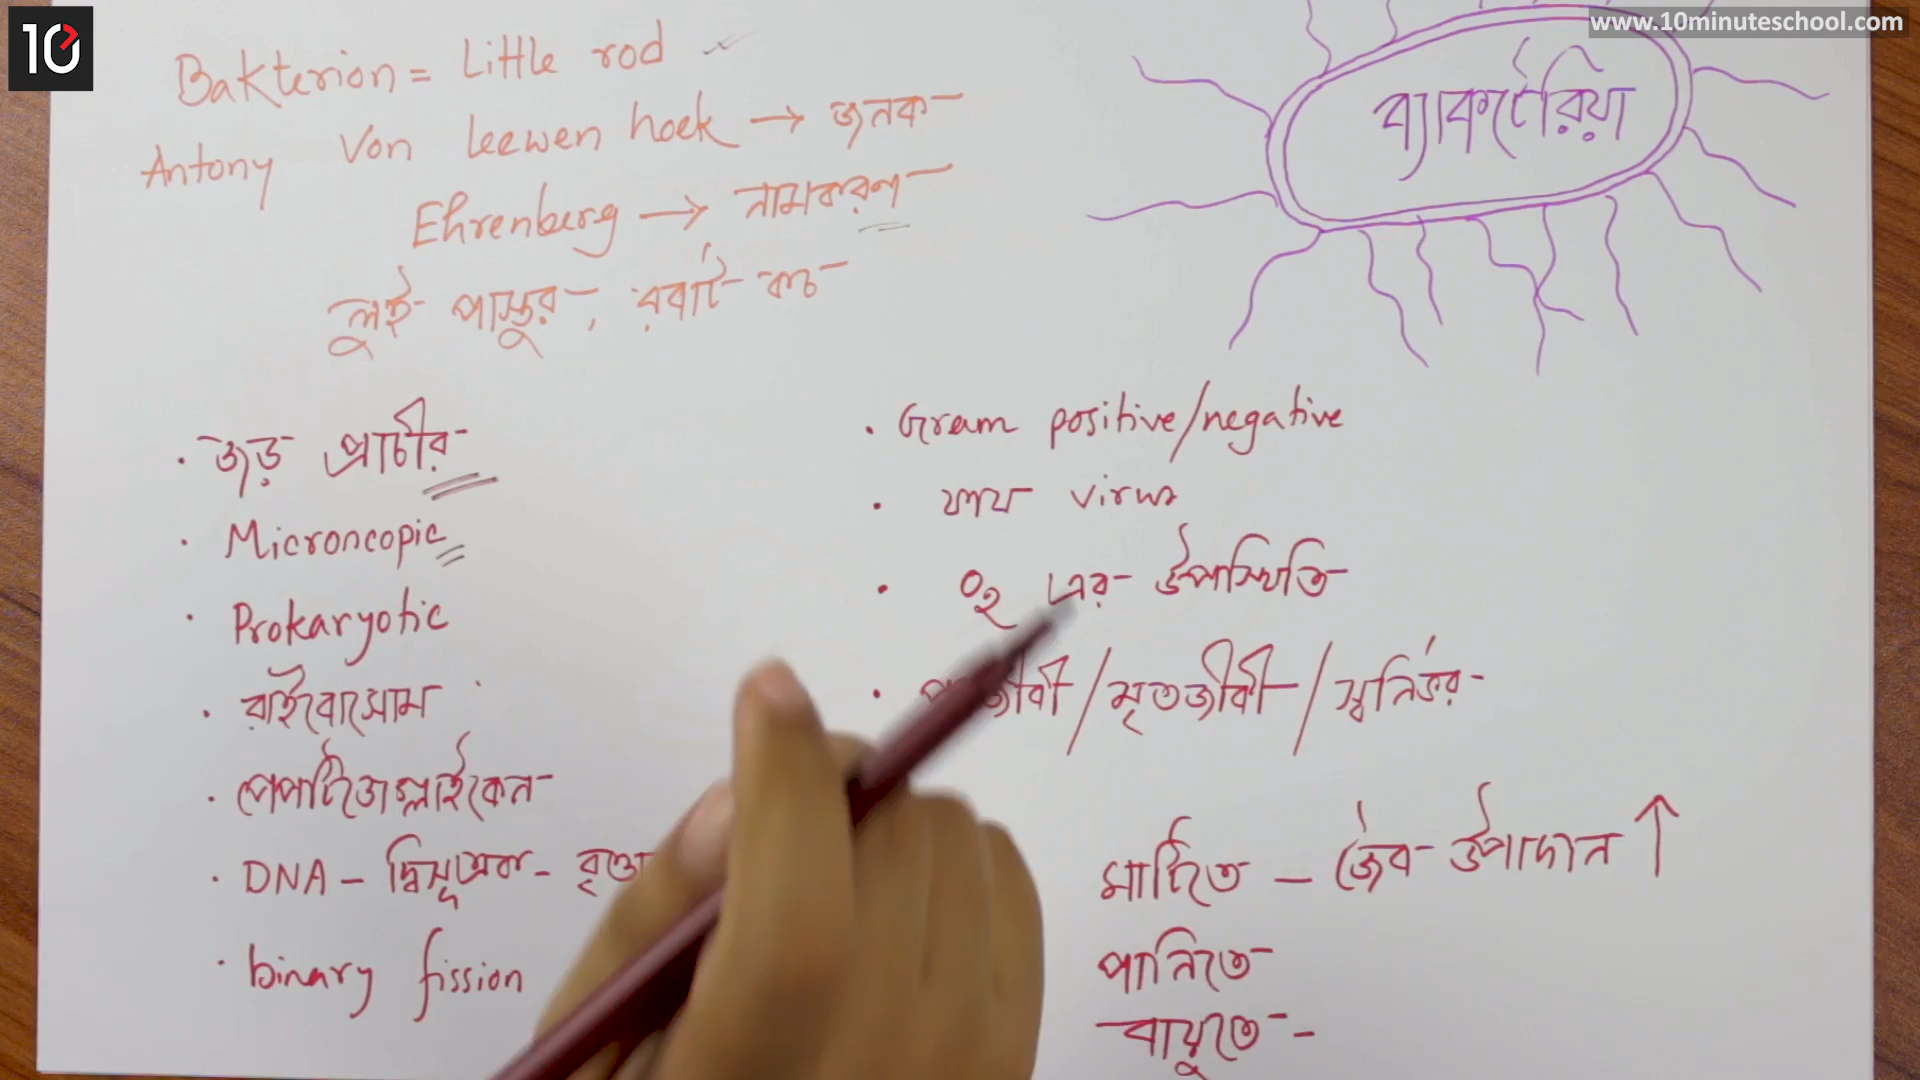 10
www.10minuteschool.com
Bakterion = Little rod
Antony Von Leewen hoek → জনক
Ehrenberg → নামকরণ
লুই পাস্তুর, রবার্ট কচ
ব্যাকটেরিয়া
· জড় প্রাচীর
· Microscopic
· Prokaryotic
· রাইবোসোম
· পেপটিডোগ্লাইকেন
· DNA - দ্বিসূত্রক -
· binary fission
· Gram positive/negative
· ফায virus
· O₂ এর উপস্থিতি
· /মৃতজীবী/স্বনির্ভর
মাটিতে - জৈব উপাদান ↑
পানিতে
বায়ুতে -